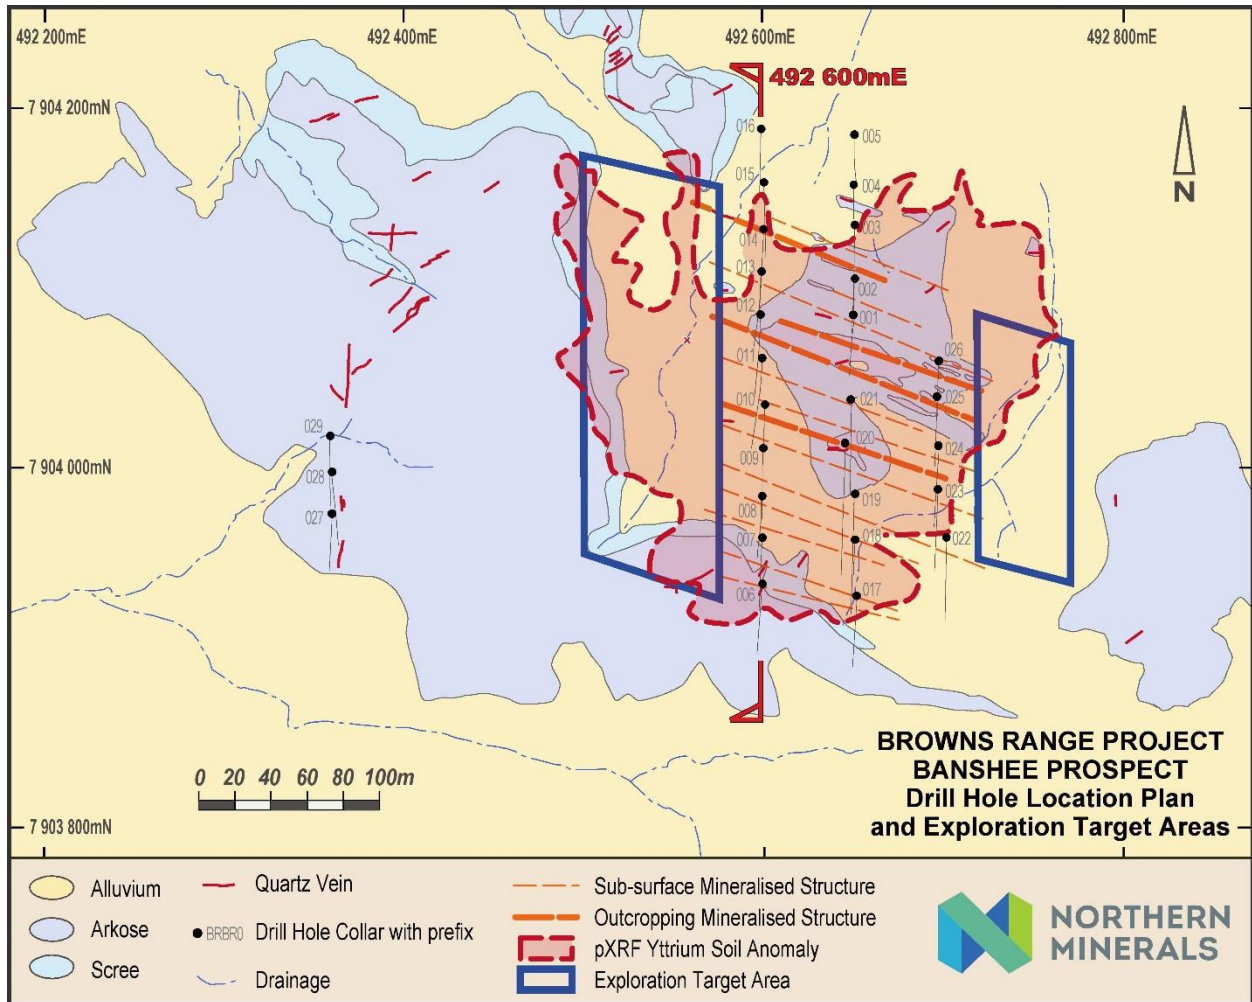 492 200mE
492 400mE
492 600mE
492 800mE
492 600mE
7 904 200mN
016
005
015
004
N
003
014
013
002
012
001
011
026
025
010
021
029
020
024
009
7 904 000mN
028
023
019
008
027
007
018
022
006
017
BROWNS RANGE PROJECT
BANSHEE PROSPECT
Drill Hole Location Plan
and Exploration Target Areas
0 20 40 60 80 100m
7 903 800mN
Alluvium
Arkose
Scree
Quartz Vein
BRBR0 Drill Hole Collar with prefix
Drainage
Sub-surface Mineralised Structure
Outcropping Mineralised Structure
pXRF Yttrium Soil Anomaly
Exploration Target Area
NORTHERN
MINERALS